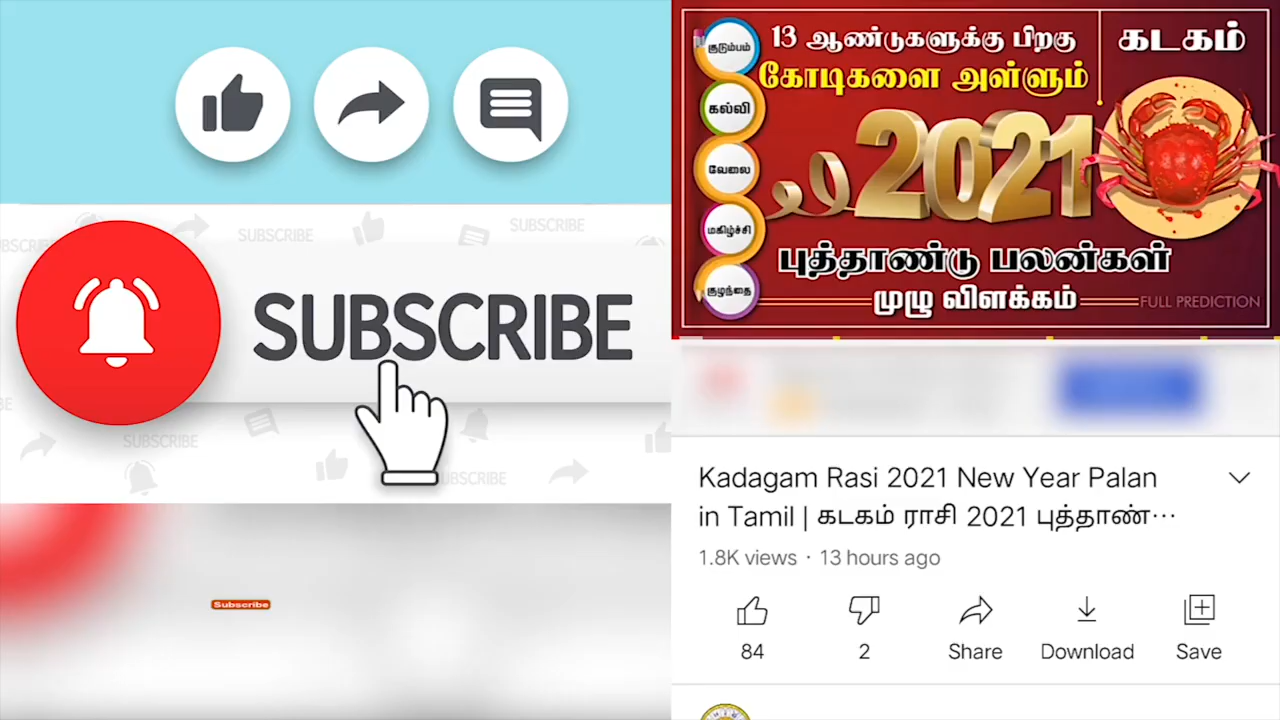 SUBSCRIBE
SUBSCRIBE
SUBSCRIBE
SUBSCRIBE
Subscribe
குடும்பம்
கல்வி
வேலை
மகிழ்ச்சி
குழந்தை
13 ஆண்டுகளுக்கு பிறகு
கோடிகளை அள்ளும்
கடகம்
2021
புத்தாண்டு பலன்கள்
முழு விளக்கம்
FULL PREDICTION
Kadagam Rasi 2021 New Year Palan
in Tamil | கடகம் ராசி 2021 புத்தாண்…
1.8K views · 13 hours ago
84
2
Share
Download
Save